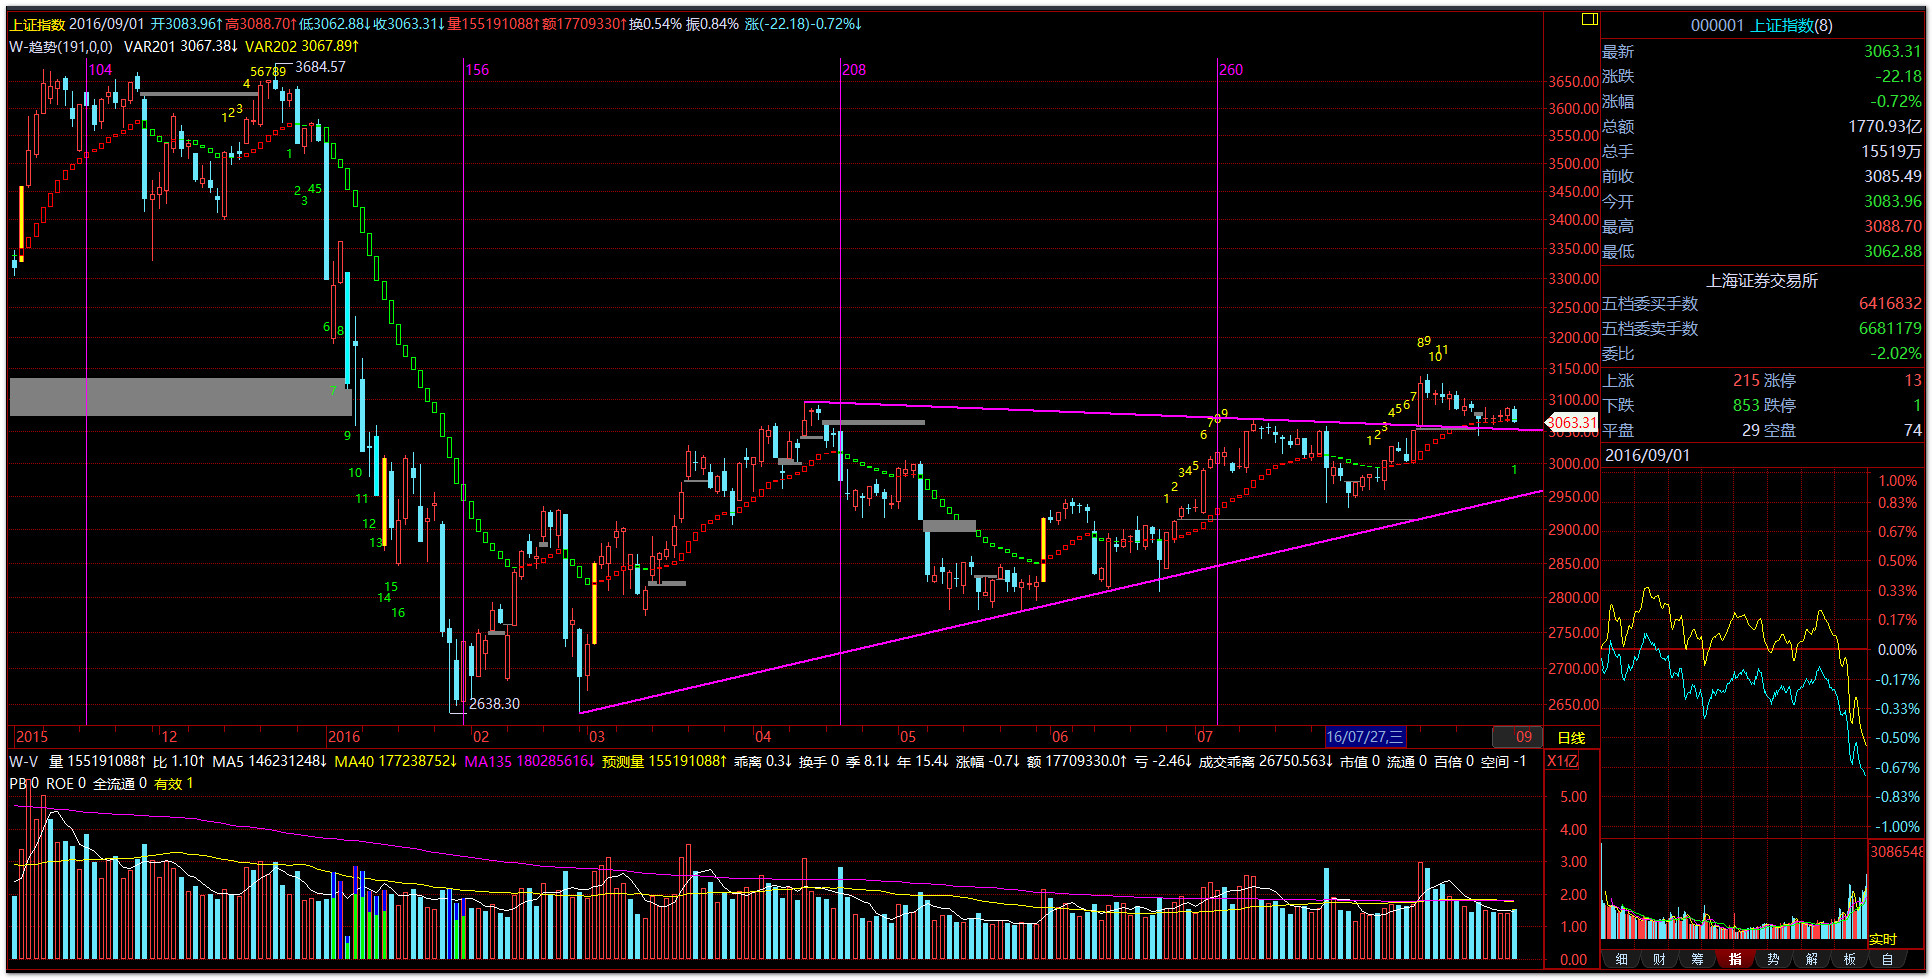 上证指数 2016/09/01 开3083.96↑高3088.70↑低3062.88↓收3063.31↓量155191088↑额17709330↑换0.54% 振0.84% 涨(-22.18)-0.72%↓
W-趋势(191,0,0) VAR201 3067.38↓ VAR202 3067.89↑
104
156
208
260
56789
4
3684.57
1 2 3
1
2
3
45
6
8
7
9
10
11
12
13
15
14
16
2638.30
1 2
345
6
789
1 2 3
45
6
7
89
10
11
1
3650.00
3600.00
3550.00
3500.00
3450.00
3400.00
3350.00
3300.00
3250.00
3200.00
3150.00
3100.00
3063.31
3050.00
3000.00
2950.00
2900.00
2850.00
2800.00
2750.00
2700.00
2650.00
2015 12 2016 02 03 04 05 06 07 16/07/27,三 09 日线
W-V 量 155191088↑ 比 1.10↑ MA5 146231248↓ MA40 177238752↓ MA135 180285616↓ 预测量 155191088↑ 乖离 0.3↓ 换手 0 季 8.1↓ 年 15.4↓ 涨幅 -0.7↓ 额 17709330.0↑ 亏 -2.46↓ 成交乖离 26750.563↓ 市值 0 流通 0 百倍 0 空间 -1
PB 0 ROE 0 全流通 0 有效 1
X1亿
5.00
4.00
3.00
2.00
1.00
0.00
000001 上证指数(8)
最新 3063.31
涨跌 -22.18
涨幅 -0.72%
总额 1770.93亿
总手 15519万
前收 3085.49
今开 3083.96
最高 3088.70
最低 3062.88
上海证券交易所
五档委买手数 6416832
五档委卖手数 6681179
委比 -2.02%
上涨 215 涨停 13
下跌 853 跌停 1
平盘 29 空盘 74
2016/09/01
1.00%
0.83%
0.67%
0.50%
0.33%
0.17%
0.00%
-0.17%
-0.33%
-0.50%
-0.67%
-0.83%
-1.00%
3086548
实时
细 财 筹 指 势 解 板 自